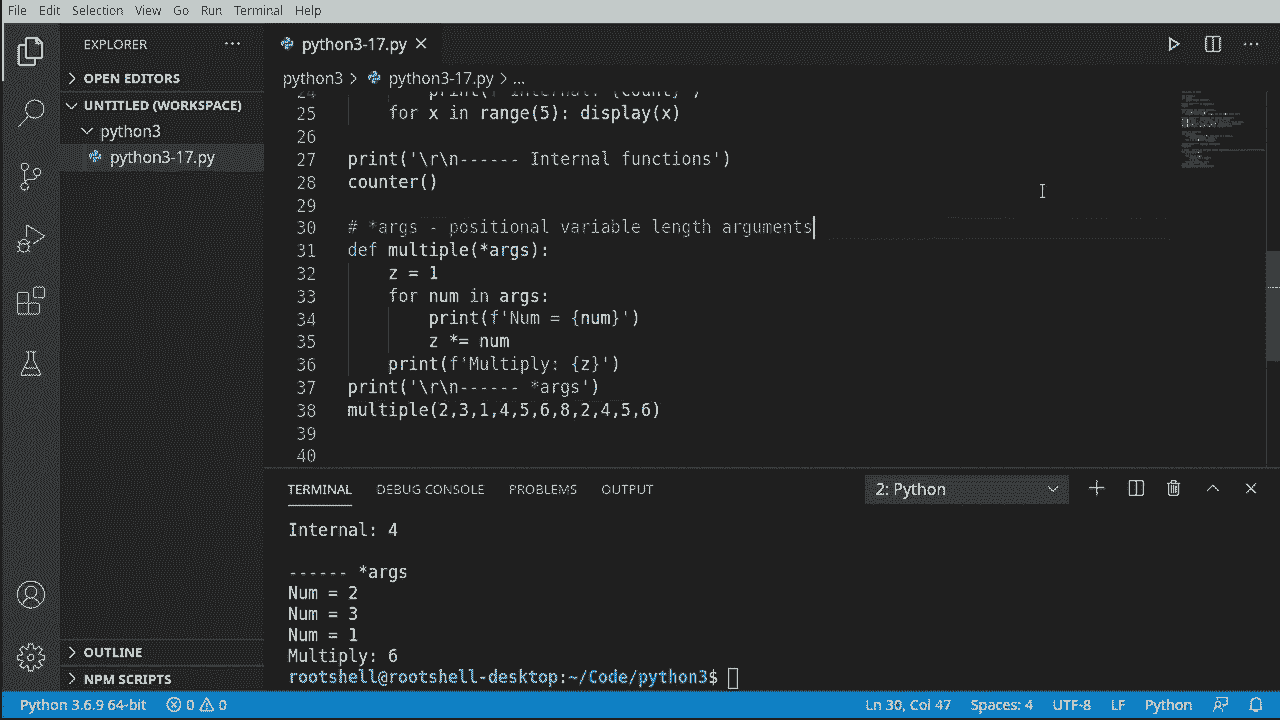 File Edit Selection View Go Run Terminal Help
EXPLORER
python3-17.py
OPEN EDITORS
UNTITLED (WORKSPACE)
python3
python3-17.py
python3 > python3-17.py > ...
24 print(f'Internal: {count}')
25 for x in range(5): display(x)
26
27 print('\r\n------ Internal functions')
28 counter()
29
30 # *args - positional variable length arguments
31 def multiple(*args):
32 z = 1
33 for num in args:
34 print(f'Num = {num}')
35 z *= num
36 print(f'Multiply: {z}')
37 print('\r\n------ *args')
38 multiple(2,3,1,4,5,6,8,2,4,5,6)
39
40
TERMINAL DEBUG CONSOLE PROBLEMS OUTPUT
2: Python
Internal: 4
------ *args
Num = 2
Num = 3
Num = 1
Multiply: 6
rootshell@rootshell-desktop:~/Code/python3$
OUTLINE
NPM SCRIPTS
Python 3.6.9 64-bit 0 0 Ln 30, Col 47 Spaces: 4 UTF-8 LF Python